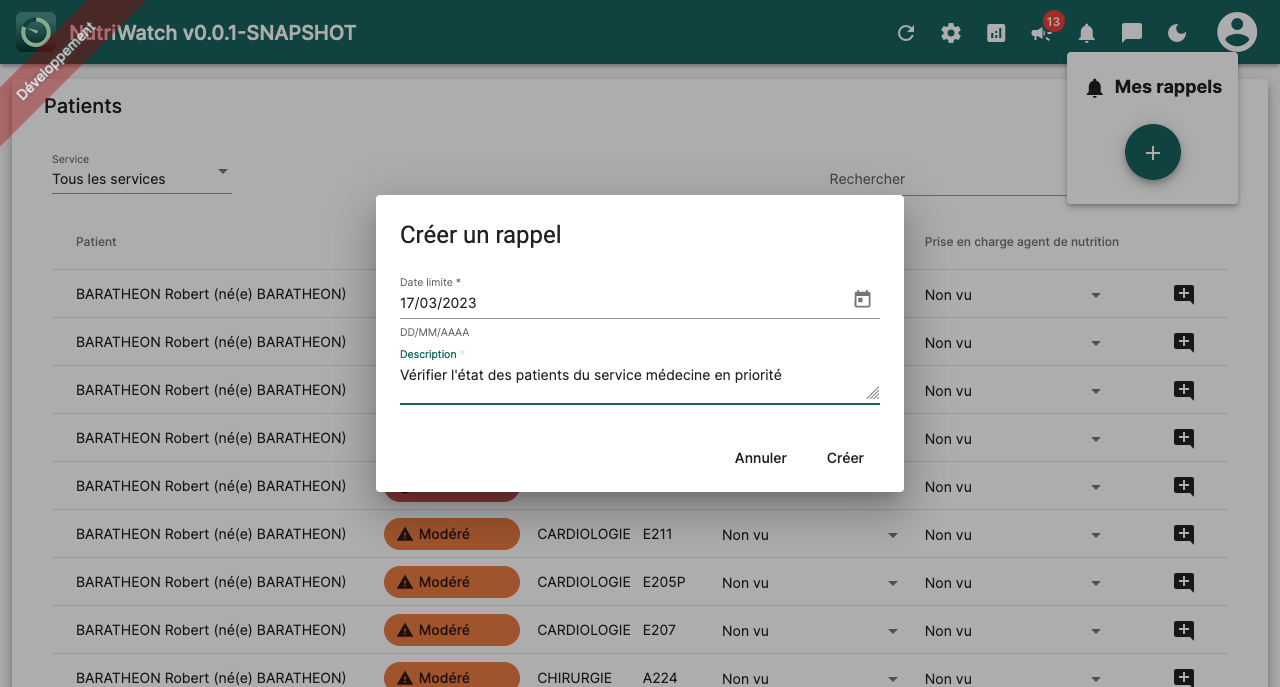 NutriWatch v0.0.1-SNAPSHOT
13
Développement
Mes rappels
Patients
Service
Tous les services
Rechercher
Patient
Prise en charge agent de nutrition
Créer un rappel
Date limite *
17/03/2023
DD/MM/AAAA
Description *
Vérifier l'état des patients du service médecine en priorité
Annuler
Créer
BARATHEON Robert (né(e) BARATHEON) Non vu
BARATHEON Robert (né(e) BARATHEON) Non vu
BARATHEON Robert (né(e) BARATHEON) Non vu
BARATHEON Robert (né(e) BARATHEON) Non vu
BARATHEON Robert (né(e) BARATHEON) Non vu
BARATHEON Robert (né(e) BARATHEON) Modéré CARDIOLOGIE E211 Non vu Non vu
BARATHEON Robert (né(e) BARATHEON) Modéré CARDIOLOGIE E205P Non vu Non vu
BARATHEON Robert (né(e) BARATHEON) Modéré CARDIOLOGIE E207 Non vu Non vu
BARATHEON Robert (né(e) BARATHEON) Modéré CHIRURGIE A224 Non vu Non vu